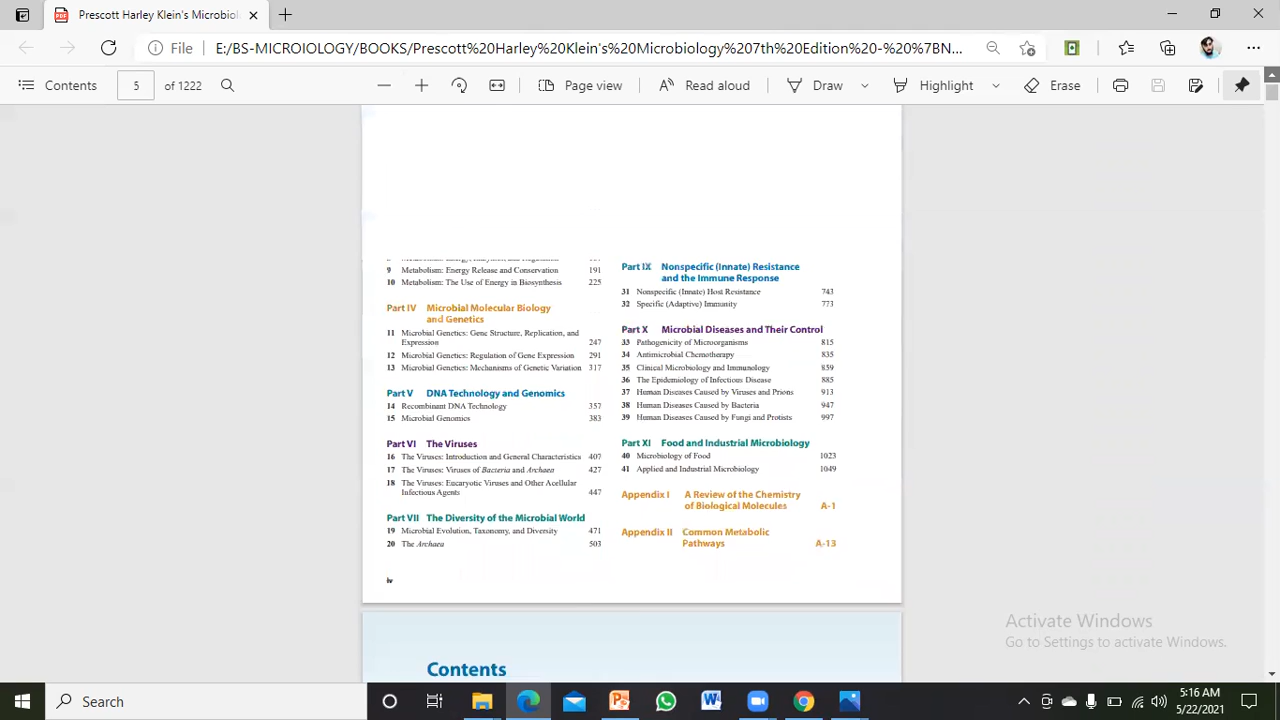 Prescott Harley Klein's Microbiol
File
E:/BS-MICROIOLOGY/BOOKS/Prescott%20Harley%20Klein's%20Microbiology%207th%20Edition%20-%20%7BN...
Contents
5
of 1222
Page view
Read aloud
Draw
Highlight
Erase
9 Metabolism: Energy Release and Conservation 191
10 Metabolism: The Use of Energy in Biosynthesis 225
Part IV Microbial Molecular Biology
and Genetics
11 Microbial Genetics: Gene Structure, Replication, and
Expression 247
12 Microbial Genetics: Regulation of Gene Expression 291
13 Microbial Genetics: Mechanisms of Genetic Variation 317
Part V DNA Technology and Genomics
14 Recombinant DNA Technology 357
15 Microbial Genomics 383
Part VI The Viruses
16 The Viruses: Introduction and General Characteristics 407
17 The Viruses: Viruses of Bacteria and Archaea 427
18 The Viruses: Eucaryotic Viruses and Other Acellular
Infectious Agents 447
Part VII The Diversity of the Microbial World
19 Microbial Evolution, Taxonomy, and Diversity 471
20 The Archaea 503
iv
Part IX Nonspecific (Innate) Resistance
and the Immune Response
31 Nonspecific (Innate) Host Resistance 743
32 Specific (Adaptive) Immunity 773
Part X Microbial Diseases and Their Control
33 Pathogenicity of Microorganisms 815
34 Antimicrobial Chemotherapy 835
35 Clinical Microbiology and Immunology 859
36 The Epidemiology of Infectious Disease 885
37 Human Diseases Caused by Viruses and Prions 913
38 Human Diseases Caused by Bacteria 947
39 Human Diseases Caused by Fungi and Protists 997
Part XI Food and Industrial Microbiology
40 Microbiology of Food 1023
41 Applied and Industrial Microbiology 1049
Appendix I A Review of the Chemistry
of Biological Molecules A-1
Appendix II Common Metabolic
Pathways A-13
Contents
Activate Windows
Go to Settings to activate Windows.
Search
5:16 AM
5/22/2021